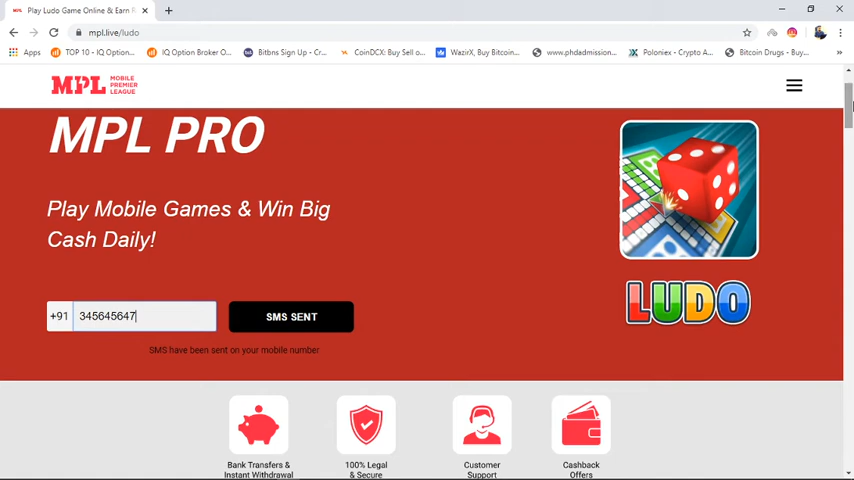 Play Ludo Game Online & Earn R
mpl.live/ludo
Apps
TOP 10 - IQ Option...
IQ Option Broker O...
Bitbns Sign Up - Cr...
CoinDCX: Buy Sell o...
WazirX, Buy Bitcoin...
www.phdadmission...
Poloniex - Crypto A...
Bitcoin Drugs - Buy...
MPL MOBILE
PREMIER
LEAGUE
MPL PRO
Play Mobile Games & Win Big
Cash Daily!
+91 345645647 SMS SENT
SMS have been sent on your mobile number
LUDO
Bank Transfers &
Instant Withdrawal
100% Legal
& Secure
Customer
Support
Cashback
Offers